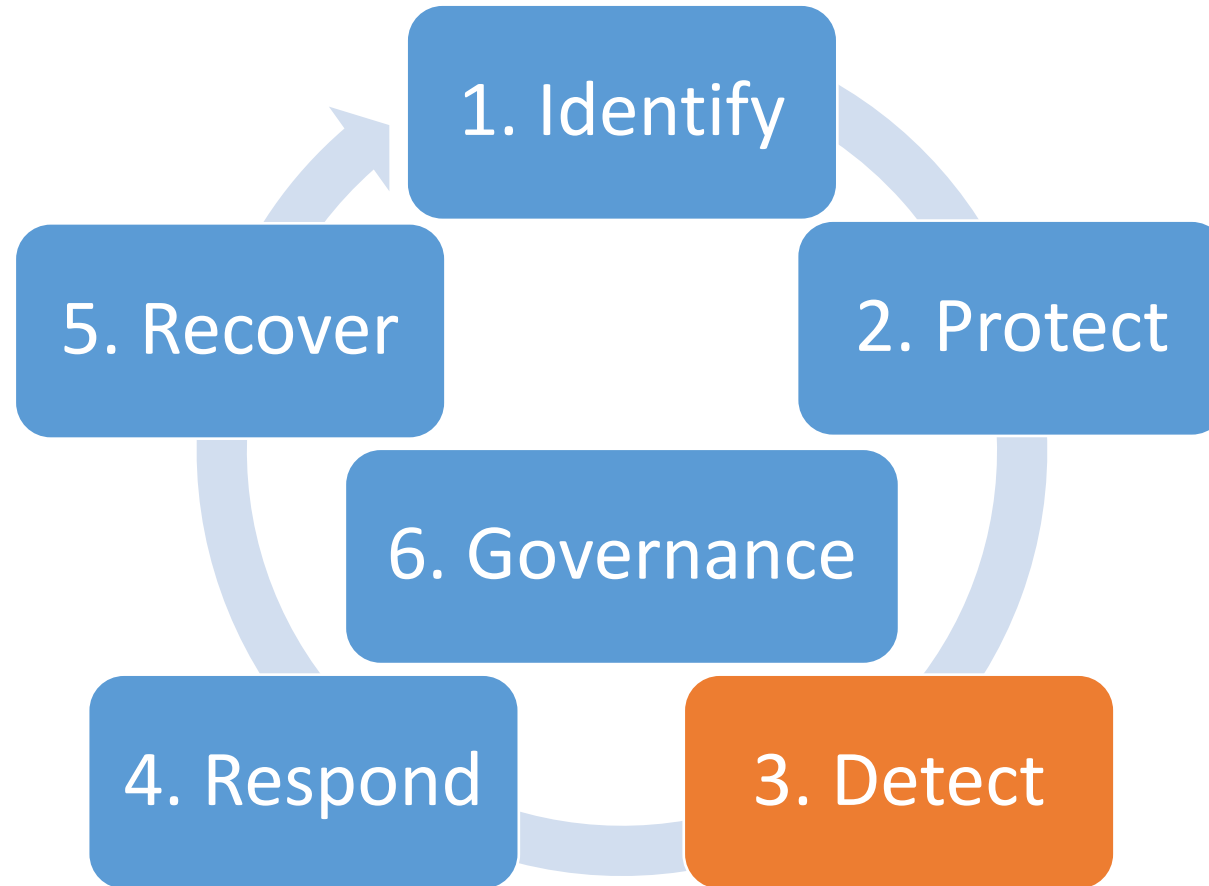 1. Identify
2. Protect
3. Detect
4. Respond
5. Recover
6. Governance